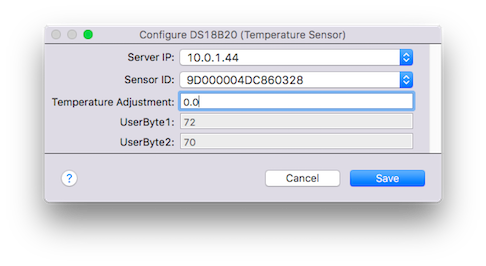 Configure DS18B20 (Temperature Sensor)
Server IP: 10.0.1.44
Sensor ID: 9D000004DC860328
Temperature Adjustment: 0.0
UserByte1: 72
UserByte2: 70
? Cancel Save